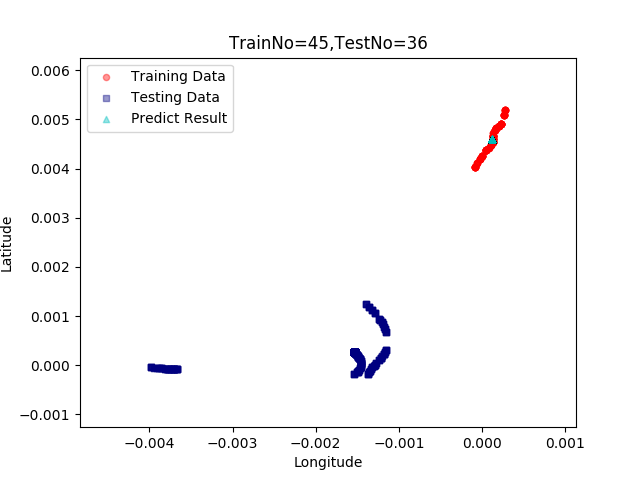 TrainNo=45,TestNo=36
Training Data
Testing Data
Predict Result
0.006
0.005
0.004
0.003
0.002
0.001
0.000
−0.001
Latitude
−0.004
−0.003
−0.002
−0.001
0.000
0.001
Longitude